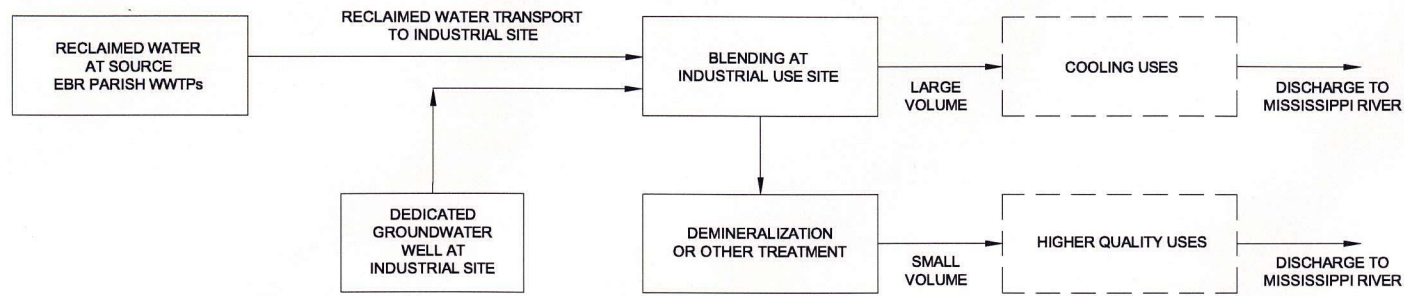 RECLAIMED WATER
AT SOURCE
EBR PARISH WWTPs
RECLAIMED WATER TRANSPORT
TO INDUSTRIAL SITE
BLENDING AT
INDUSTRIAL USE SITE
LARGE
VOLUME
COOLING USES
DISCHARGE TO
MISSISSIPPI RIVER
DEDICATED
GROUNDWATER
WELL AT
INDUSTRIAL SITE
DEMINERALIZATION
OR OTHER TREATMENT
SMALL
VOLUME
HIGHER QUALITY USES
DISCHARGE TO
MISSISSIPPI RIVER